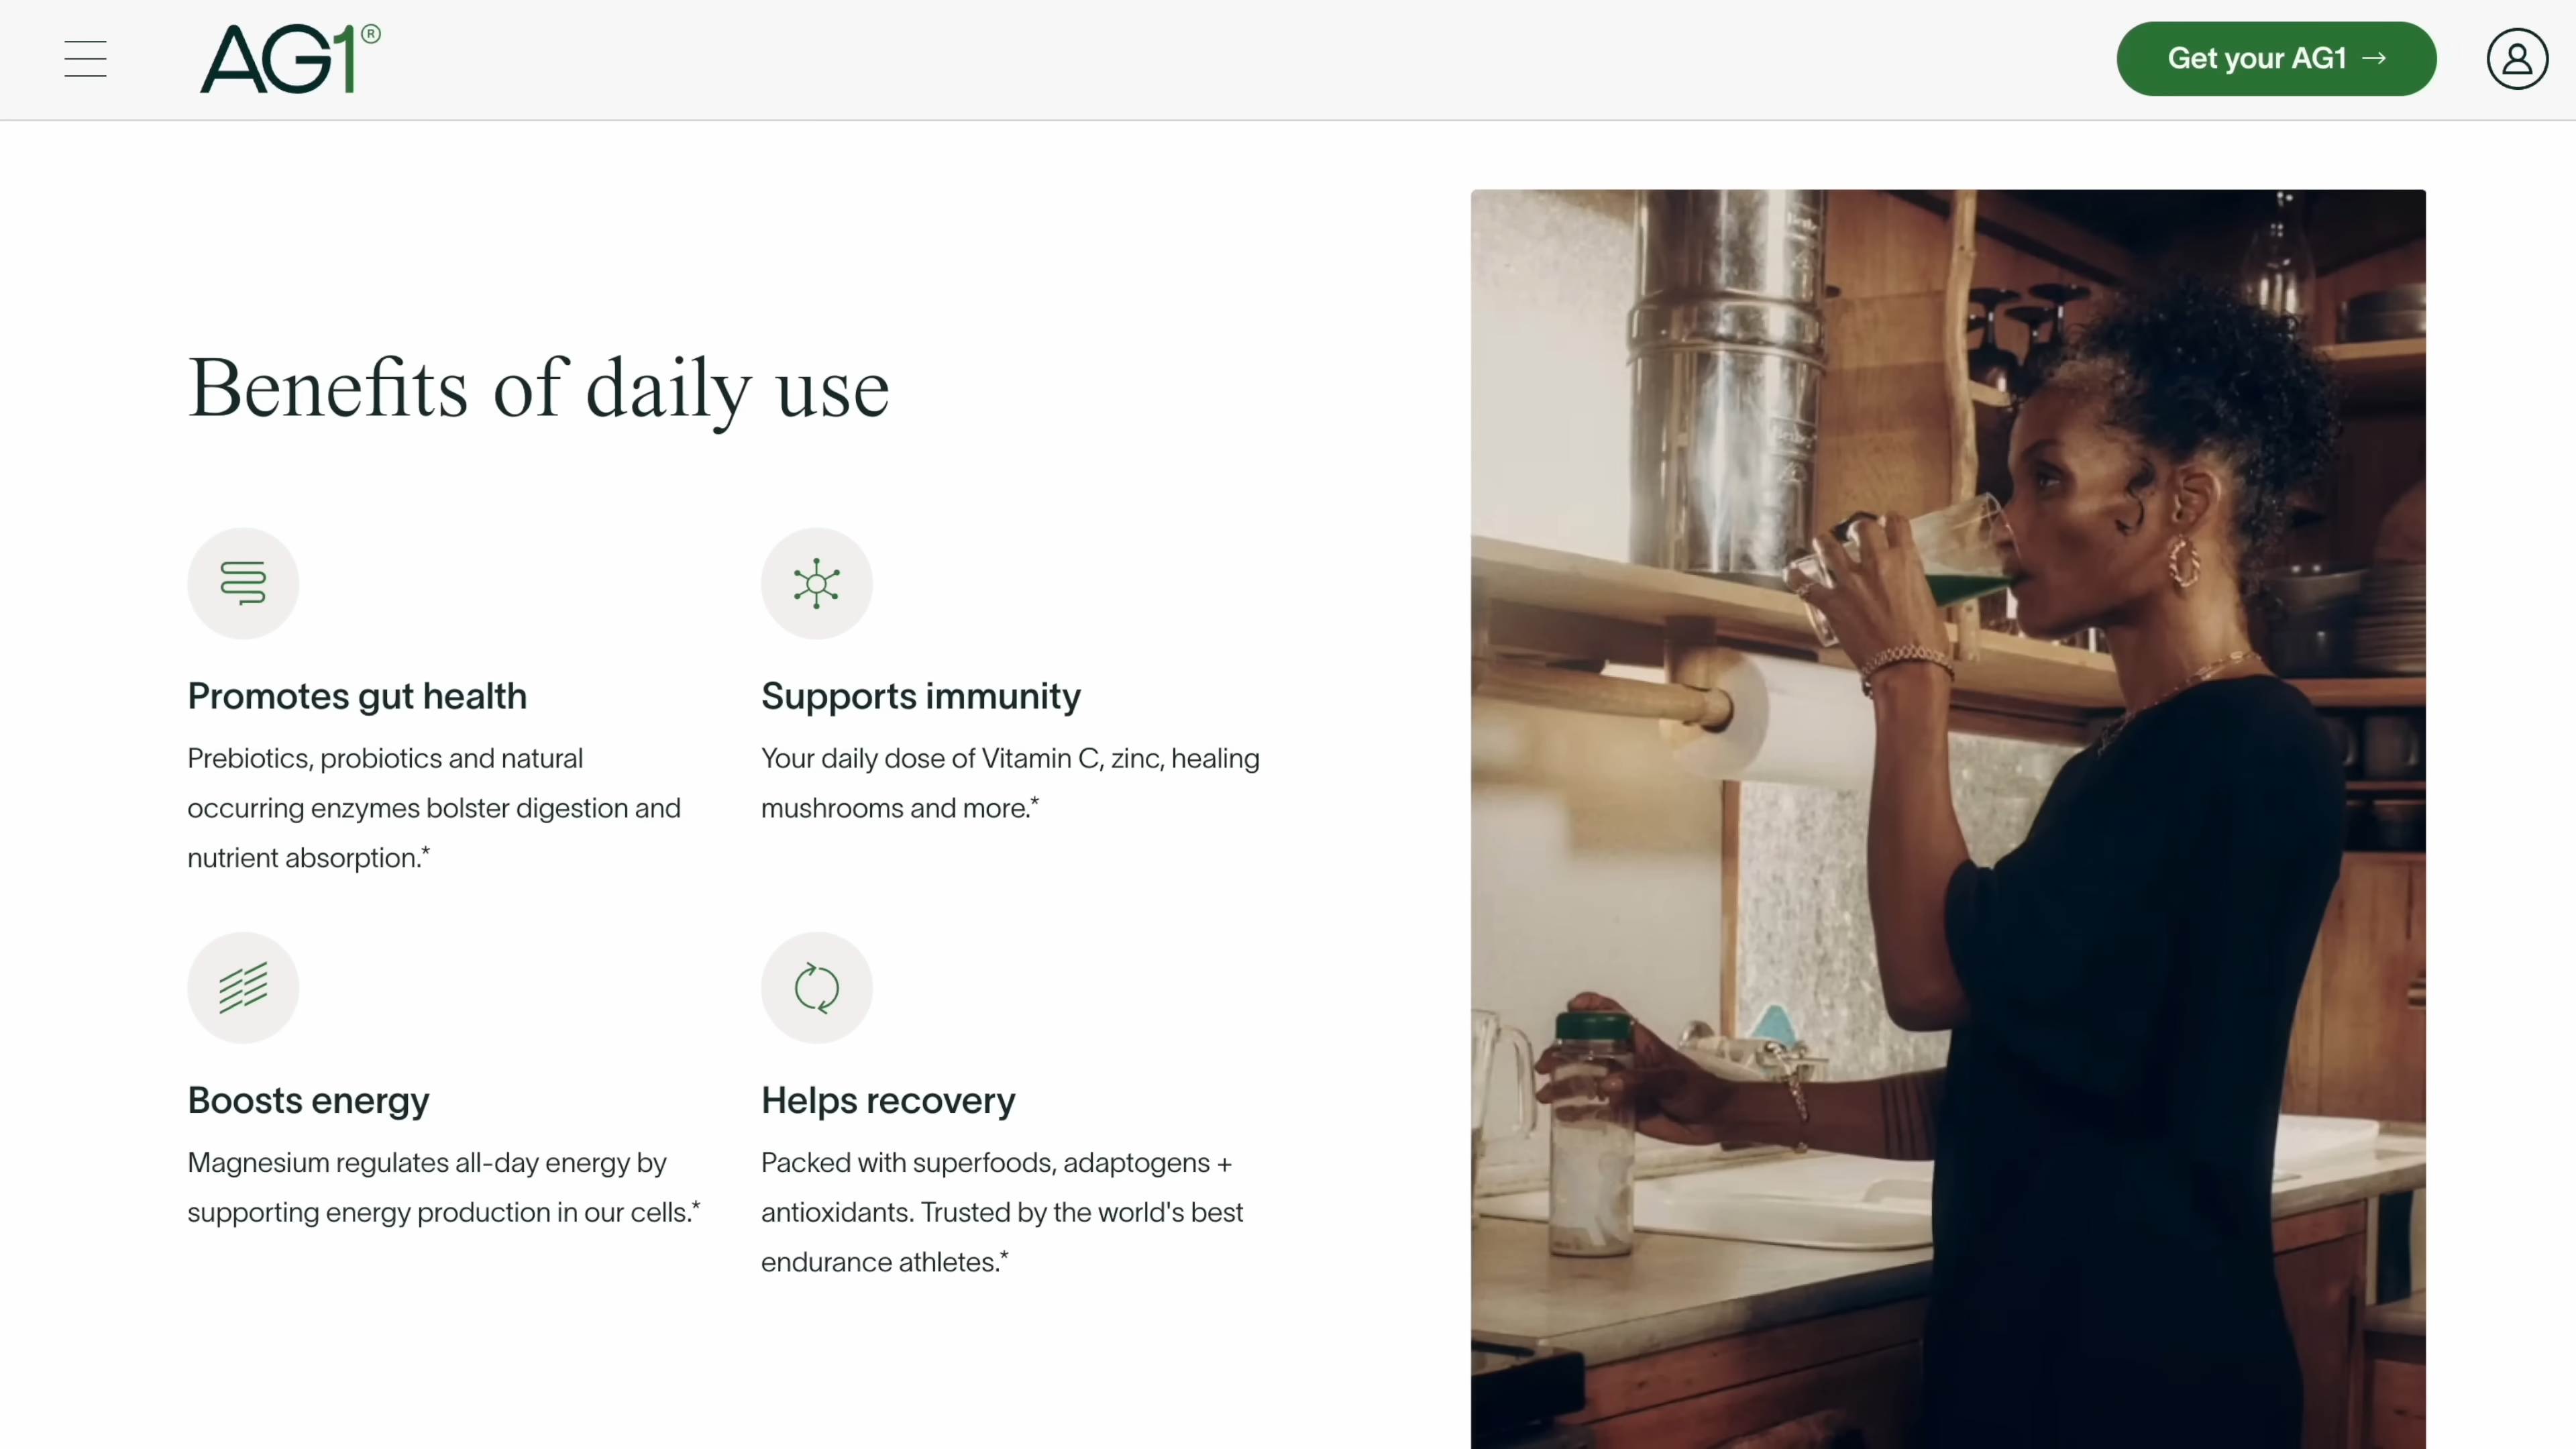 AG1®
Get your AG1 →
Benefits of daily use
Promotes gut health
Prebiotics, probiotics and natural
occurring enzymes bolster digestion and
nutrient absorption.*
Supports immunity
Your daily dose of Vitamin C, zinc, healing
mushrooms and more.*
Boosts energy
Magnesium regulates all-day energy by
supporting energy production in our cells.*
Helps recovery
Packed with superfoods, adaptogens +
antioxidants. Trusted by the world's best
endurance athletes.*